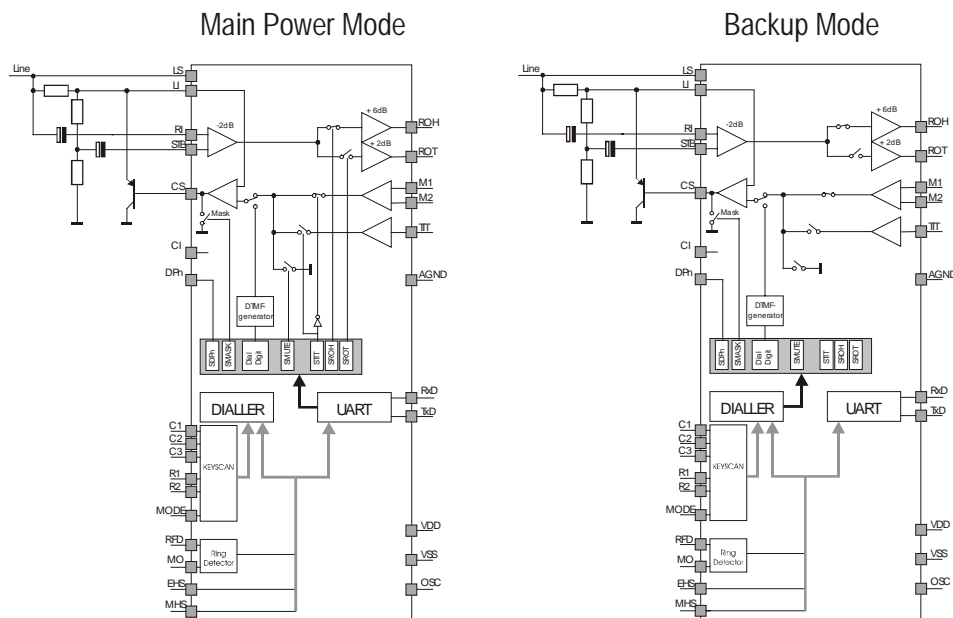 Main Power Mode
Line
LS
LI
RI
STB
CS
CI
DPn
-2dB
+ 6dB
+ 2dB
ROH
ROT
M1
M2
TIT
AGND
Mask
DTMF-
generator
SDPn
SMASK
Dial
Digit
SMUTE
STIT
SROH
SROT
DIALLER
UART
RxD
TxD
C1
C2
C3
R1
R2
MODE
KEYSCAN
RFD
MO
Ring
Detector
EHS
MHS
VDD
VSS
OSC
Backup Mode
Line
LS
LI
RI
STB
CS
CI
DPn
-2dB
+ 6dB
+ 2dB
ROH
ROT
M1
M2
TIT
AGND
Mask
DTMF-
generator
SDPn
SMASK
Dial
Digit
SMUTE
STIT
SROH
SROT
DIALLER
UART
RxD
TxD
C1
C2
C3
R1
R2
MODE
KEYSCAN
RFD
MO
Ring
Detector
EHS
MHS
VDD
VSS
OSC